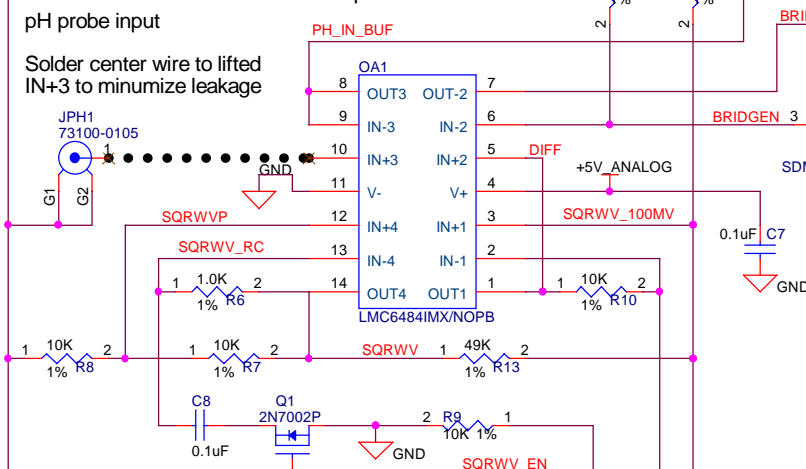 pH probe input
Solder center wire to lifted
IN+3 to minumize leakage
PH_IN_BUF
OA1
JPH1
73100-0105
1
G1
G2
GND
8 OUT3 OUT-2 7
9 IN-3 IN-2 6
10 IN+3 IN+2 5
11 V- V+ 4
12 IN+4 IN+1 3
13 IN-4 IN-1 2
14 OUT4 OUT1 1
LMC6484IMX/NOPB
2
%
2
%
BRI
BRIDGEN 3
DIFF
+5V_ANALOG
SDM
SQRWV_100MV
0.1uF C7
GND
SQRWVP
SQRWV_RC
1 1.0K 2
1% R6
1 10K 2
1% R10
1 10K 2
1% R8
1 10K 2
1% R7
SQRWV
1 49K 2
1% R13
C8
0.1uF
Q1
2N7002P
GND
2 R9 1
10K 1%
SQRWV_EN